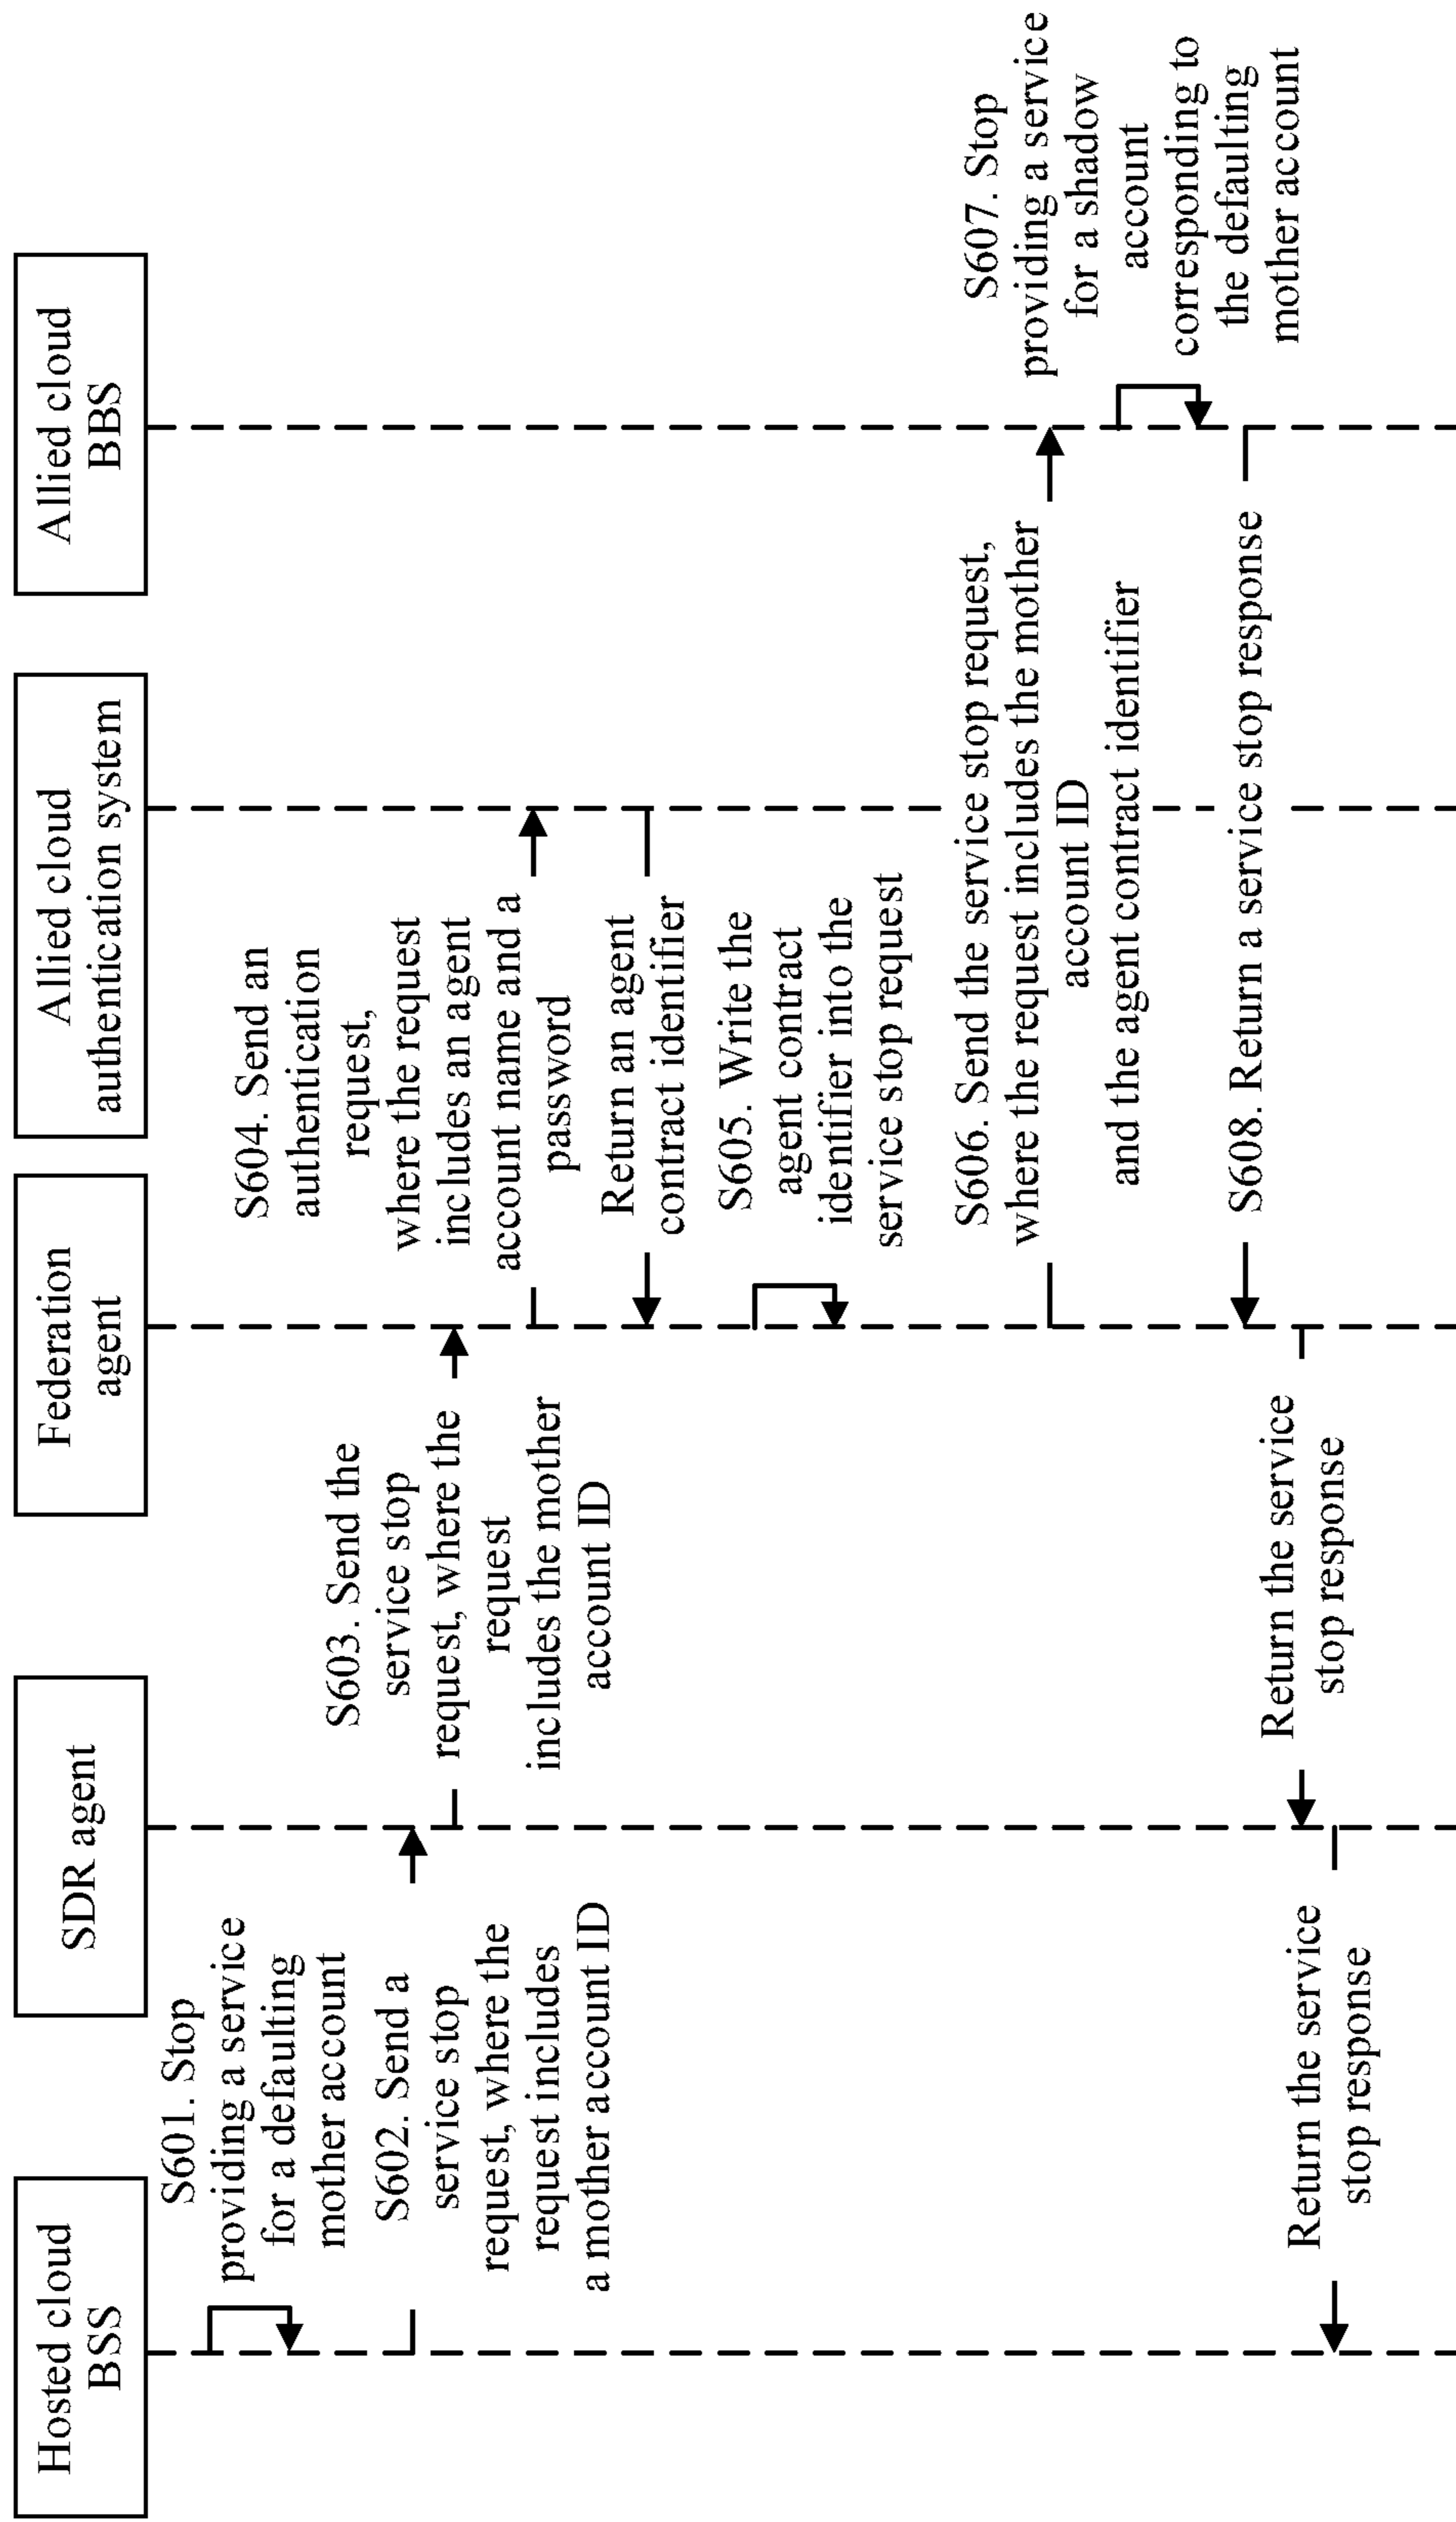 Hosted cloud
BSS
SDR agent
Federation
agent
Allied cloud
authentication system
Allied cloud
BBS
S601. Stop
providing a service
for a defaulting
mother account
S602. Send a
service stop
request, where the
request includes
a mother account ID
S603. Send the
service stop
request, where the
request
includes the mother
account ID
S604. Send an
authentication
request,
where the request
includes an agent
account name and a
password
Return an agent
contract identifier
S605. Write the
agent contract
identifier into the
service stop request
S606. Send the service stop request,
where the request includes the mother
account ID
and the agent contract identifier
S607. Stop
providing a service
for a shadow
account
corresponding to
the defaulting
mother account
S608. Return a service stop response
Return the service
stop response
Return the service
stop response